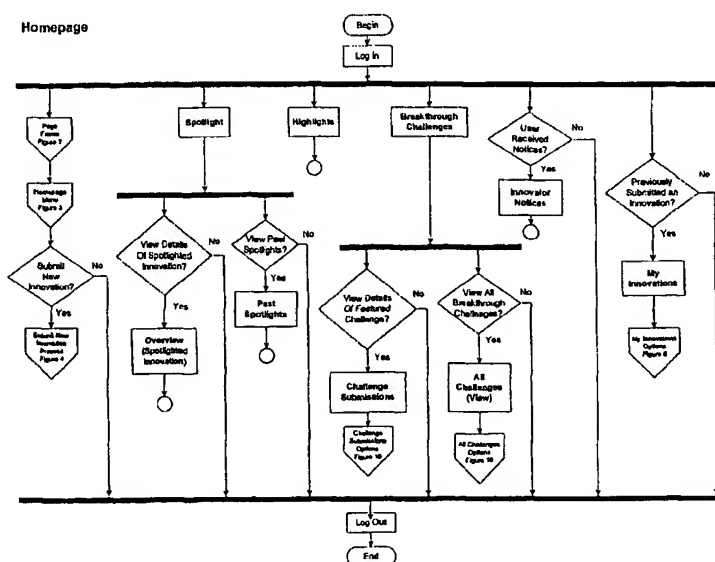 Homepage
Begin
Log in
Page
Frame
Figure 2
Homepage
Menu
Figure 3
Submit
New
Innovation?
No
Yes
Submit New
Innovation
Process
Figure 4
Spotlight
View Details
Of Spotlighted
Innovation?
No
Yes
Overview
(Spotlighted
Innovation)
View Past
Spotlights?
No
Yes
Past
Spotlights
Highlights
Breakthrough
Challenges
View Details
Of Featured
Challenge?
No
Yes
Challenge
Submissions
Challenge
Submissions
Options
View All
Breakthrough
Challages?
No
Yes
All
Challenges
(View)
All Challenges
Options
User
Received
Notices?
No
Yes
Innovator
Notices
Previously
Submitted an
Innovation?
No
Yes
My
Innovations
My Innovations
Options
Log Out
End